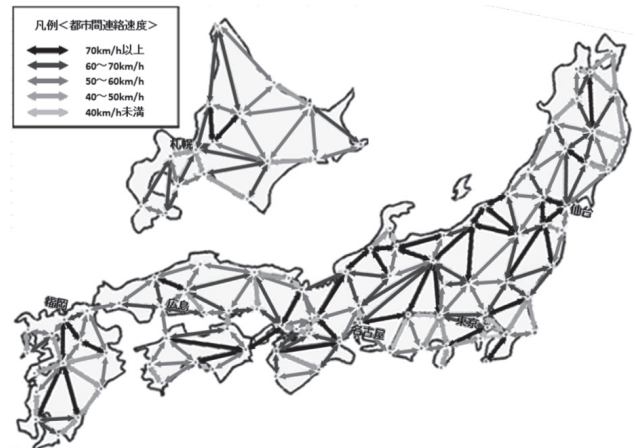 凡例＜都市間連絡速度＞
70km/h以上
60～70km/h
50～60km/h
40～50km/h
40km/h未満
札幌
仙台
福岡
広島
名古屋
東京